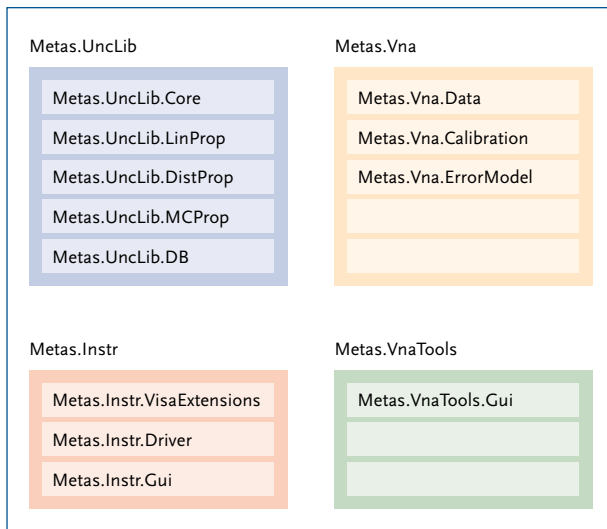 Metas.UncLib
Metas.UncLib.Core
Metas.UncLib.LinProp
Metas.UncLib.DistProp
Metas.UncLib.MCProp
Metas.UncLib.DB
Metas.Vna
Metas.Vna.Data
Metas.Vna.Calibration
Metas.Vna.ErrorModel
Metas.Instr
Metas.Instr.VisaExtensions
Metas.Instr.Driver
Metas.Instr.Gui
Metas.VnaTools
Metas.VnaTools.Gui